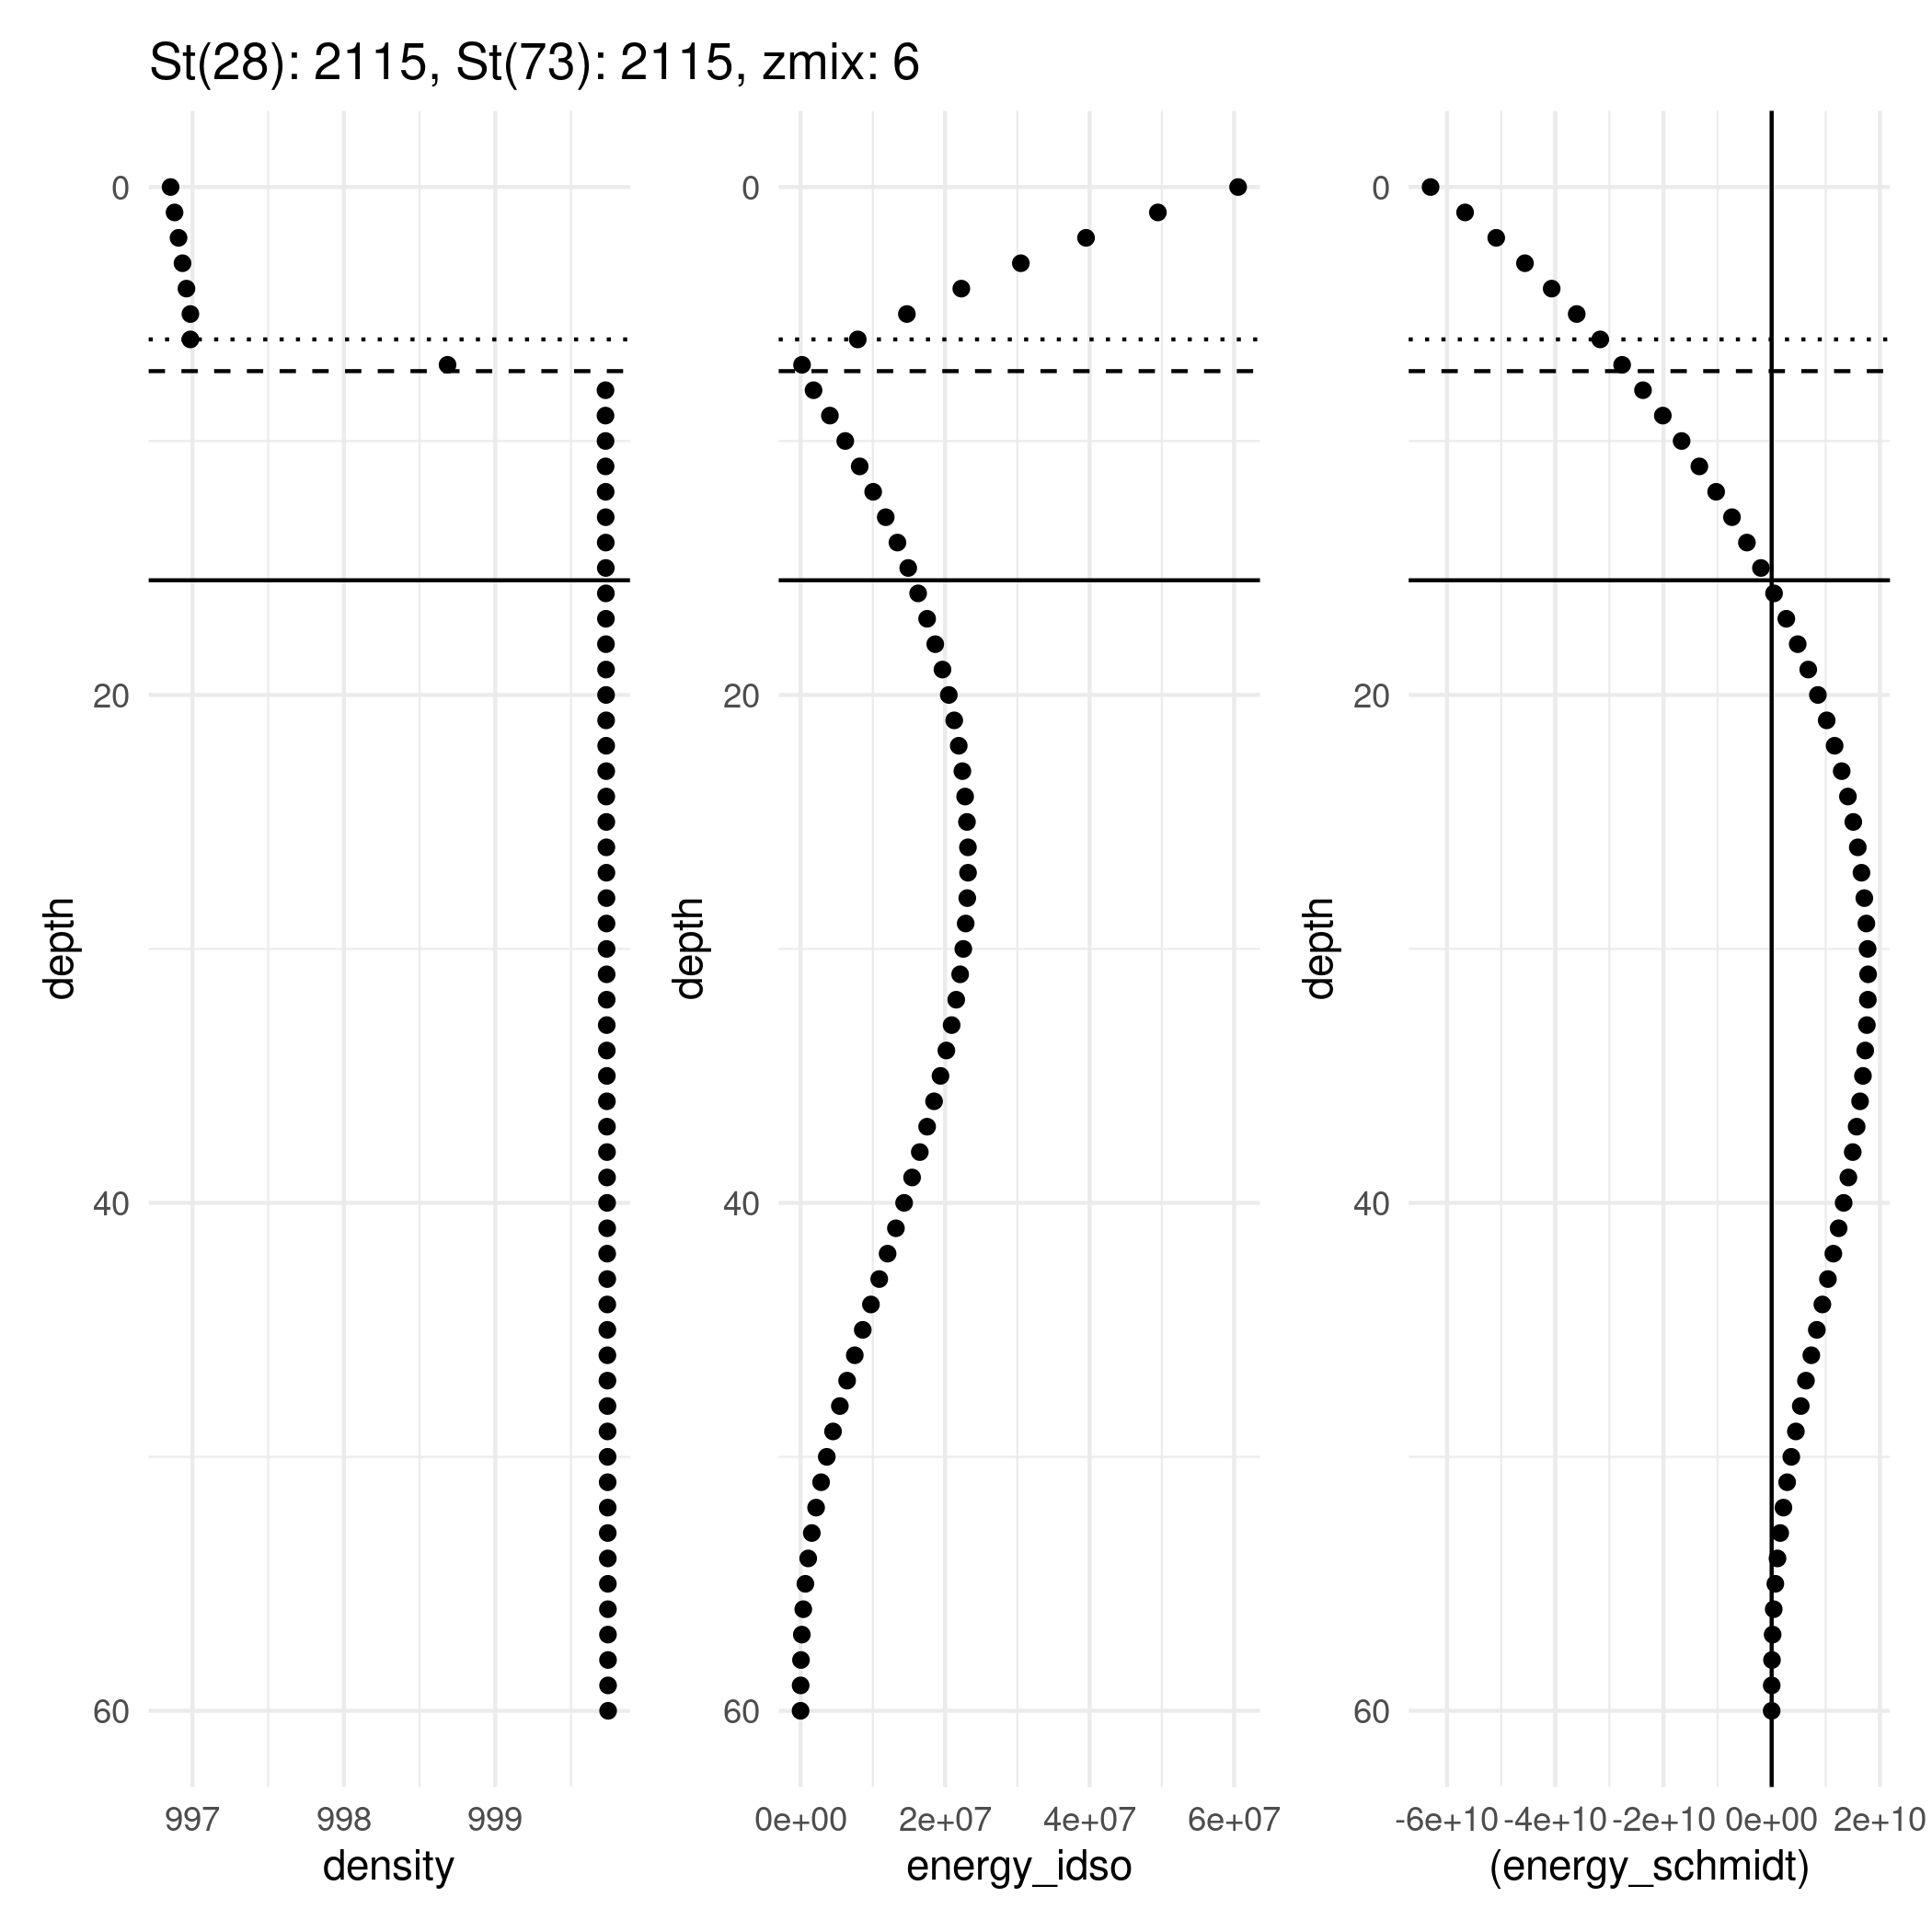 St(28): 2115, St(73): 2115, zmix: 6
0
20
40
60
depth
997 998 999
density
0
20
40
60
depth
0e+00 2e+07 4e+07 6e+07
energy_idso
0
20
40
60
depth
-6e+10 -4e+10 -2e+10 0e+00 2e+10
(energy_schmidt)